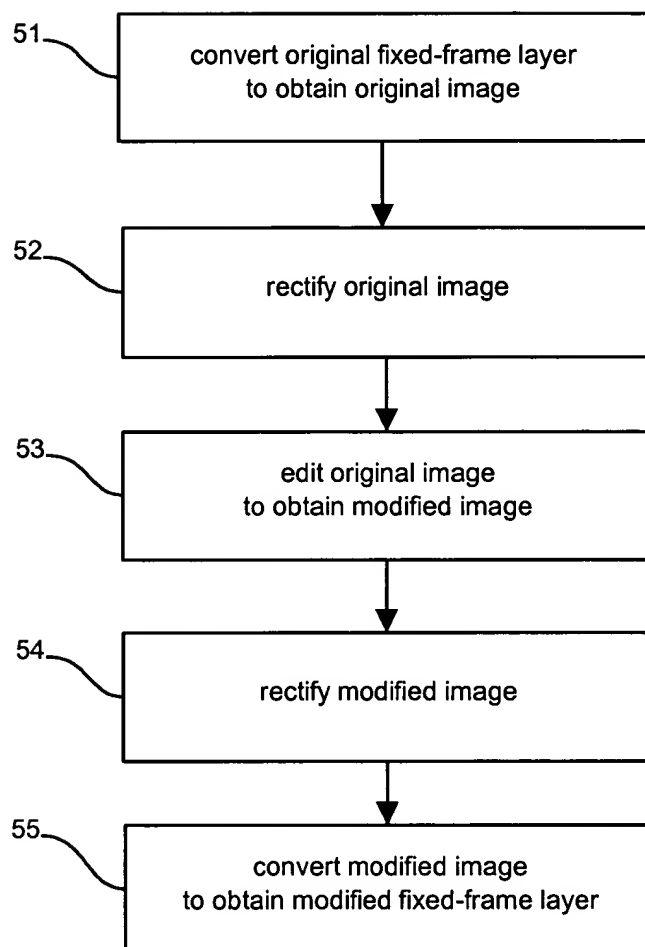 51
convert original fixed-frame layer
to obtain original image
52
rectify original image
53
edit original image
to obtain modified image
54
rectify modified image
55
convert modified image
to obtain modified fixed-frame layer